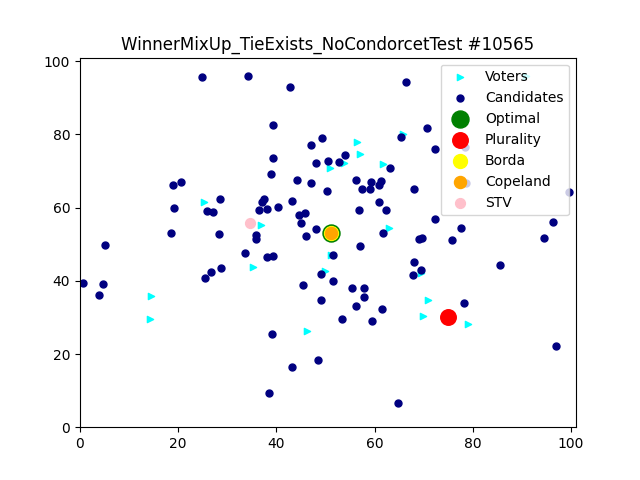 WinnerMixUp_TieExists_NoCondorcetTest #10565
100
80
60
40
20
0
0 20 40 60 80 100
Voters
Candidates
Optimal
Plurality
Borda
Copeland
STV